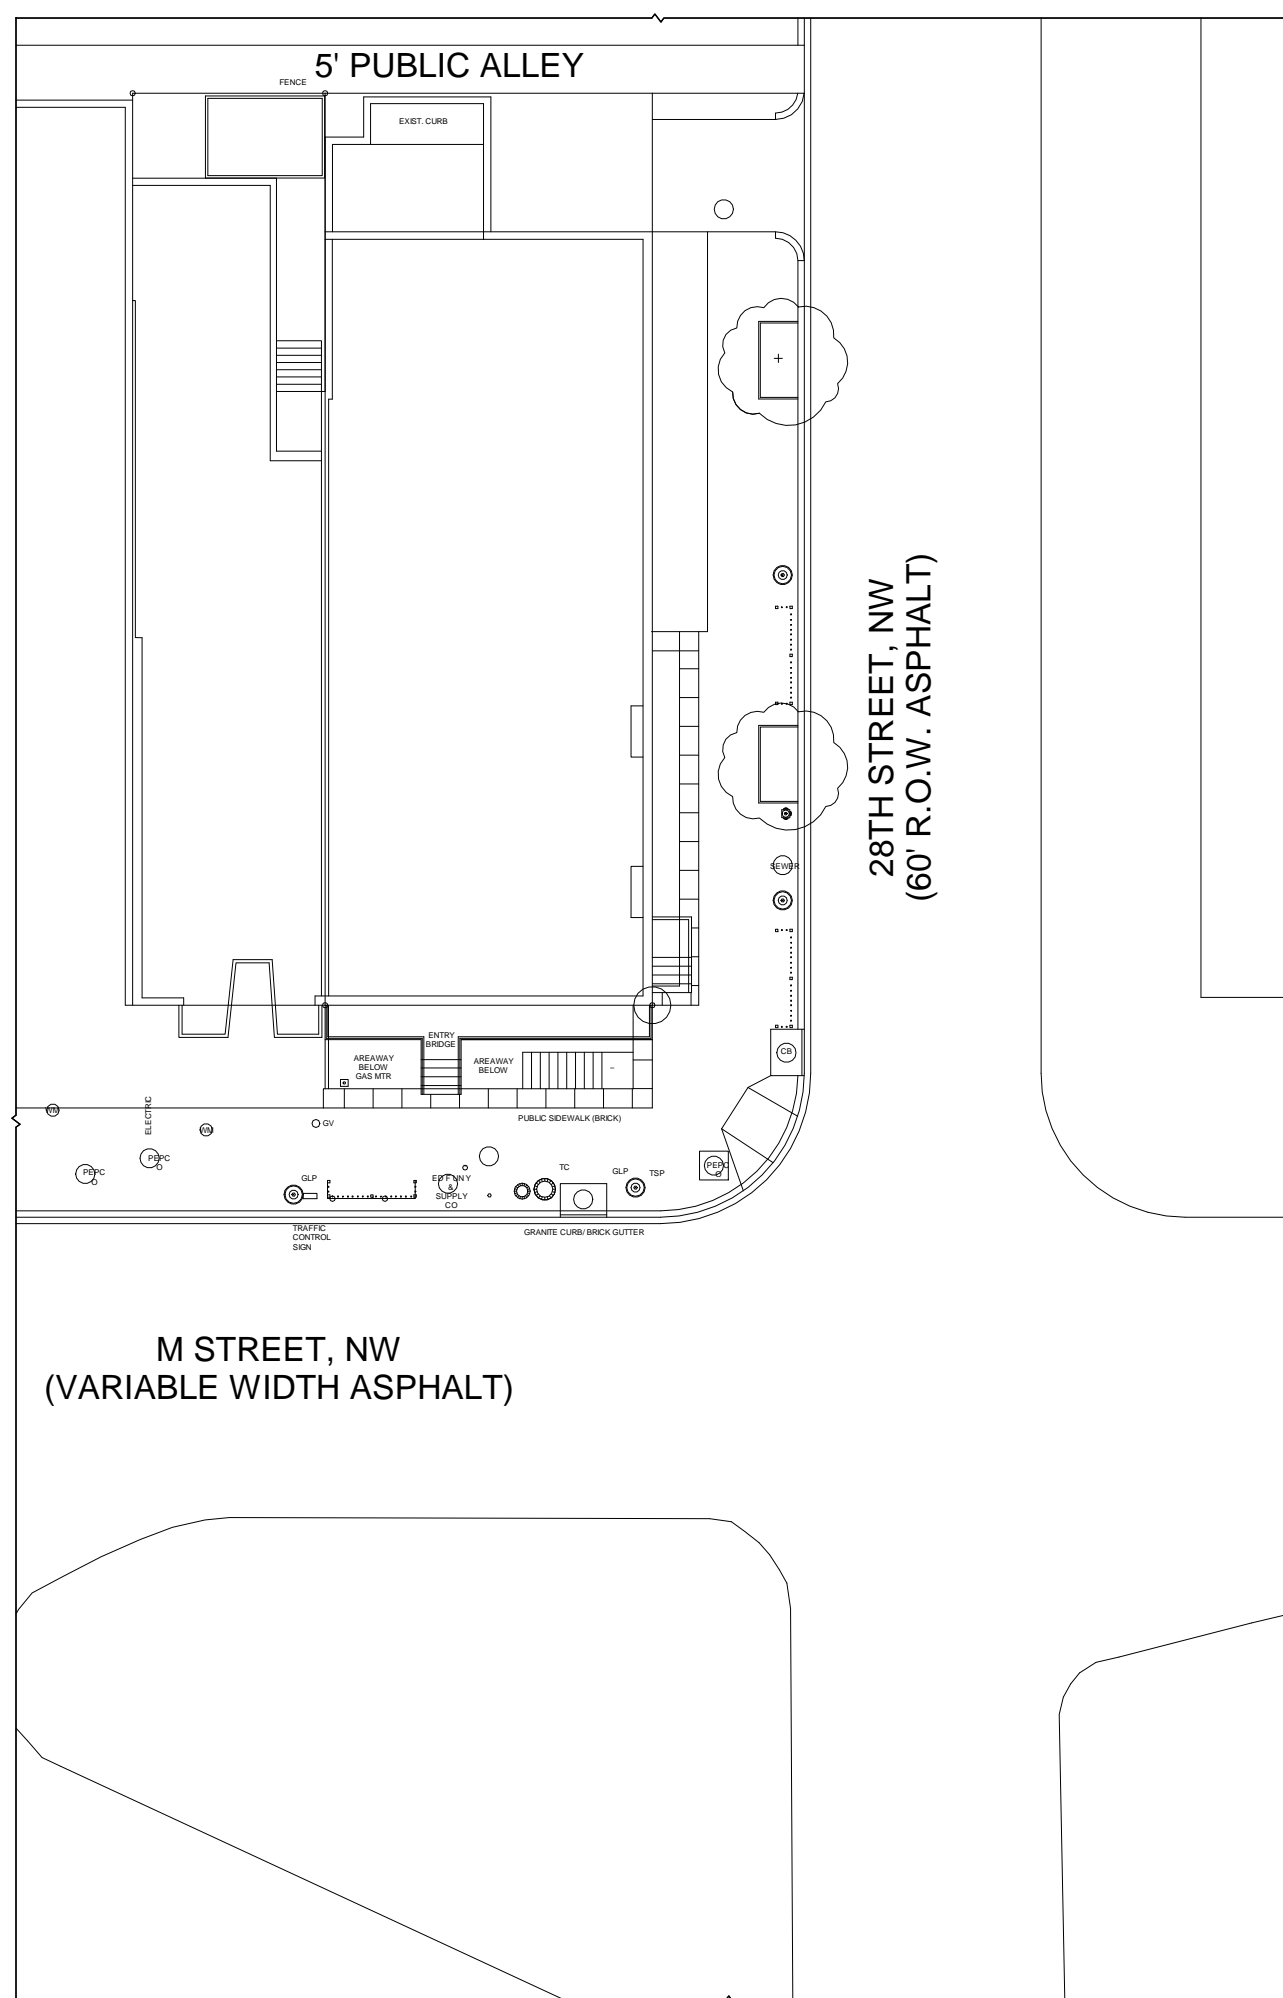 5' PUBLIC ALLEY
FENCE
EXIST. CURB
28TH STREET, NW
(60' R.O.W. ASPHALT)
SEWER
CB
ENTRY
BRIDGE
AREAWAY
BELOW
GAS MTR
AREAWAY
BELOW
WM
ELECTRIC
WM
GV
PUBLIC SIDEWALK (BRICK)
PEPC
O
PEPC
O
GLP
&
SUPPLY
CO
TC
GLP
TSP
PEPC
O
TRAFFIC
CONTROL
SIGN
GRANITE CURB/ BRICK GUTTER
M STREET, NW
(VARIABLE WIDTH ASPHALT)